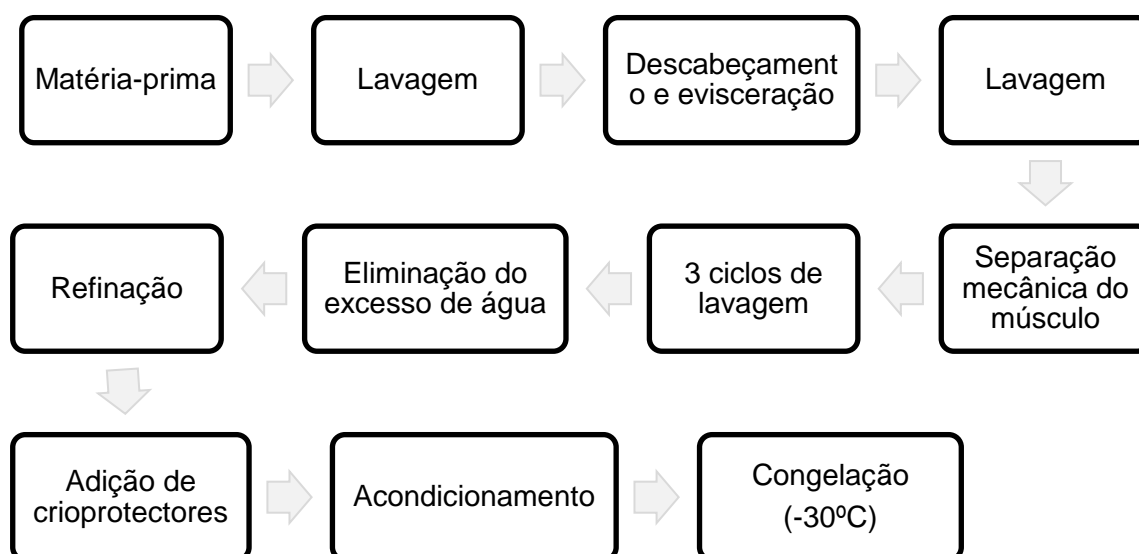 Matéria-prima
Lavagem
Descabeçament
o e evisceração
Lavagem
Separação
mecânica do
músculo
3 ciclos de
lavagem
Eliminação do
excesso de água
Refinação
Adição de
crioprotectores
Acondicionamento
Congelação
(-30ºC)